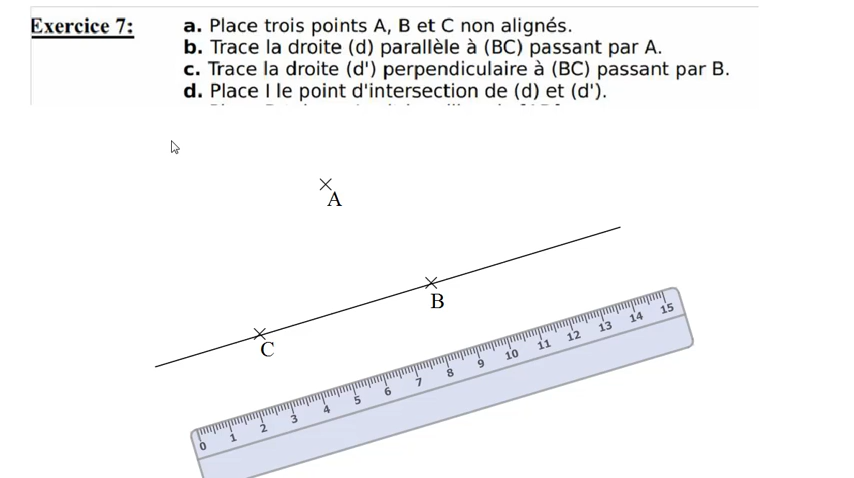 Exercice 7:
a. Place trois points A, B et C non alignés.
b. Trace la droite (d) parallèle à (BC) passant par A.
c. Trace la droite (d') perpendiculaire à (BC) passant par B.
d. Place I le point d'intersection de (d) et (d').
A
B
C
0 1 2 3 4 5 6 7 8 9 10 11 12 13 14 15